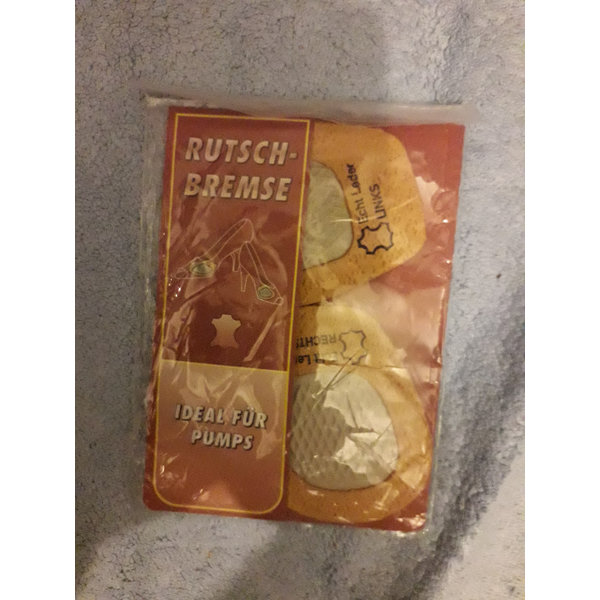 RUTSCH-
BREMSE
IDEAL FÜR
PUMPS
Echt Leder
LINKS
RECHTS